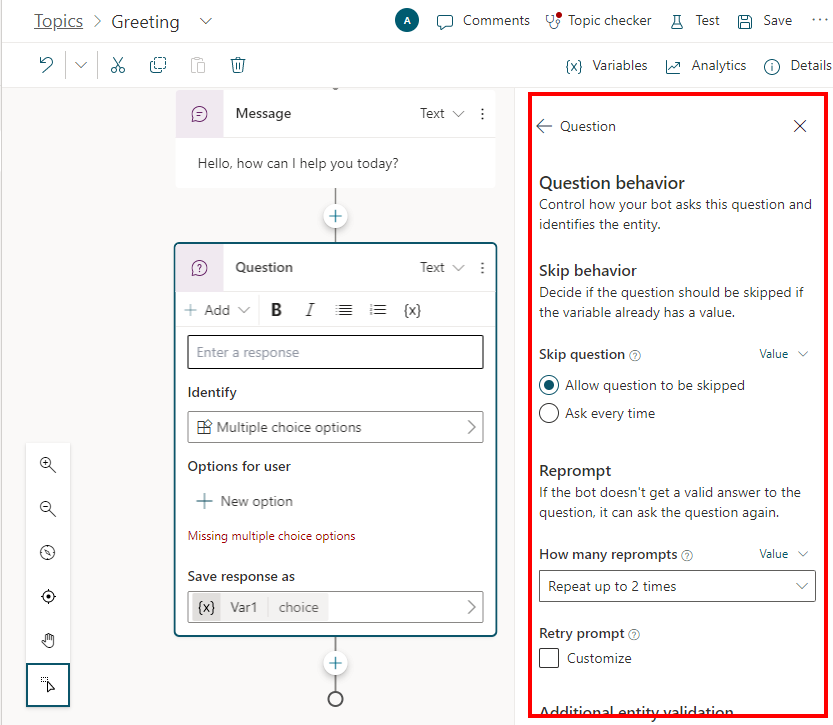 Topics > Greeting
A
Comments
Topic checker
Test
Save
...
{x} Variables
Analytics
Details
Message
Text
Hello, how can I help you today?
Question
Text
Add
B I {x}
Enter a response
Identify
Multiple choice options
Options for user
New option
Missing multiple choice options
Save response as
{x} Var1 choice
Question
Question behavior
Control how your bot asks this question and
identifies the entity.
Skip behavior
Decide if the question should be skipped if
the variable already has a value.
Skip question
Value
Allow question to be skipped
Ask every time
Reprompt
If the bot doesn't get a valid answer to the
question, it can ask the question again.
How many reprompts
Value
Repeat up to 2 times
Retry prompt
Customize
Additional entity validation